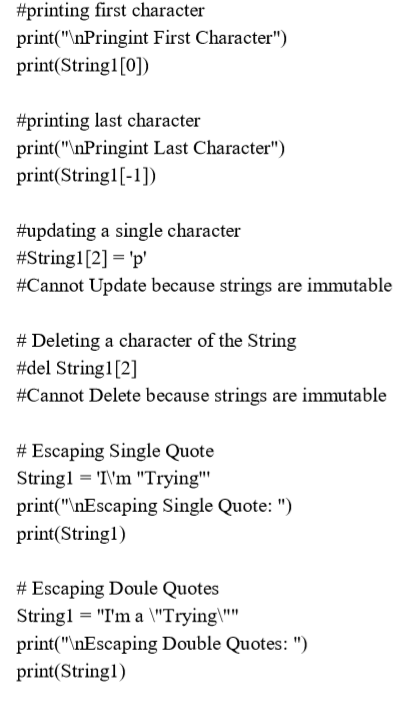 #printing first character
print("\nPringint First Character")
print(String1[0])
#printing last character
print("\nPringint Last Character")
print(String1[-1])
#updating a single character
#String1[2] = 'p'
#Cannot Update because strings are immutable
# Deleting a character of the String
#del String1[2]
#Cannot Delete because strings are immutable
# Escaping Single Quote
String1 = 'I\'m "Trying"'
print("\nEscaping Single Quote: ")
print(String1)
# Escaping Doule Quotes
String1 = "I'm a \"Trying\""
print("\nEscaping Double Quotes: ")
print(String1)